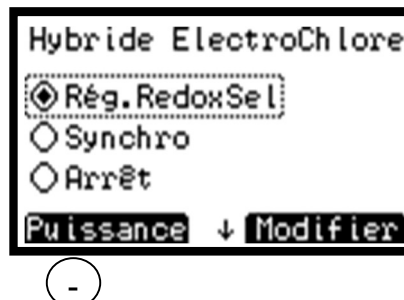 Hybride ElectroChlore
Rég.RedoxSel
Synchro
Arrêt
Puissance ↓ Modifier
-